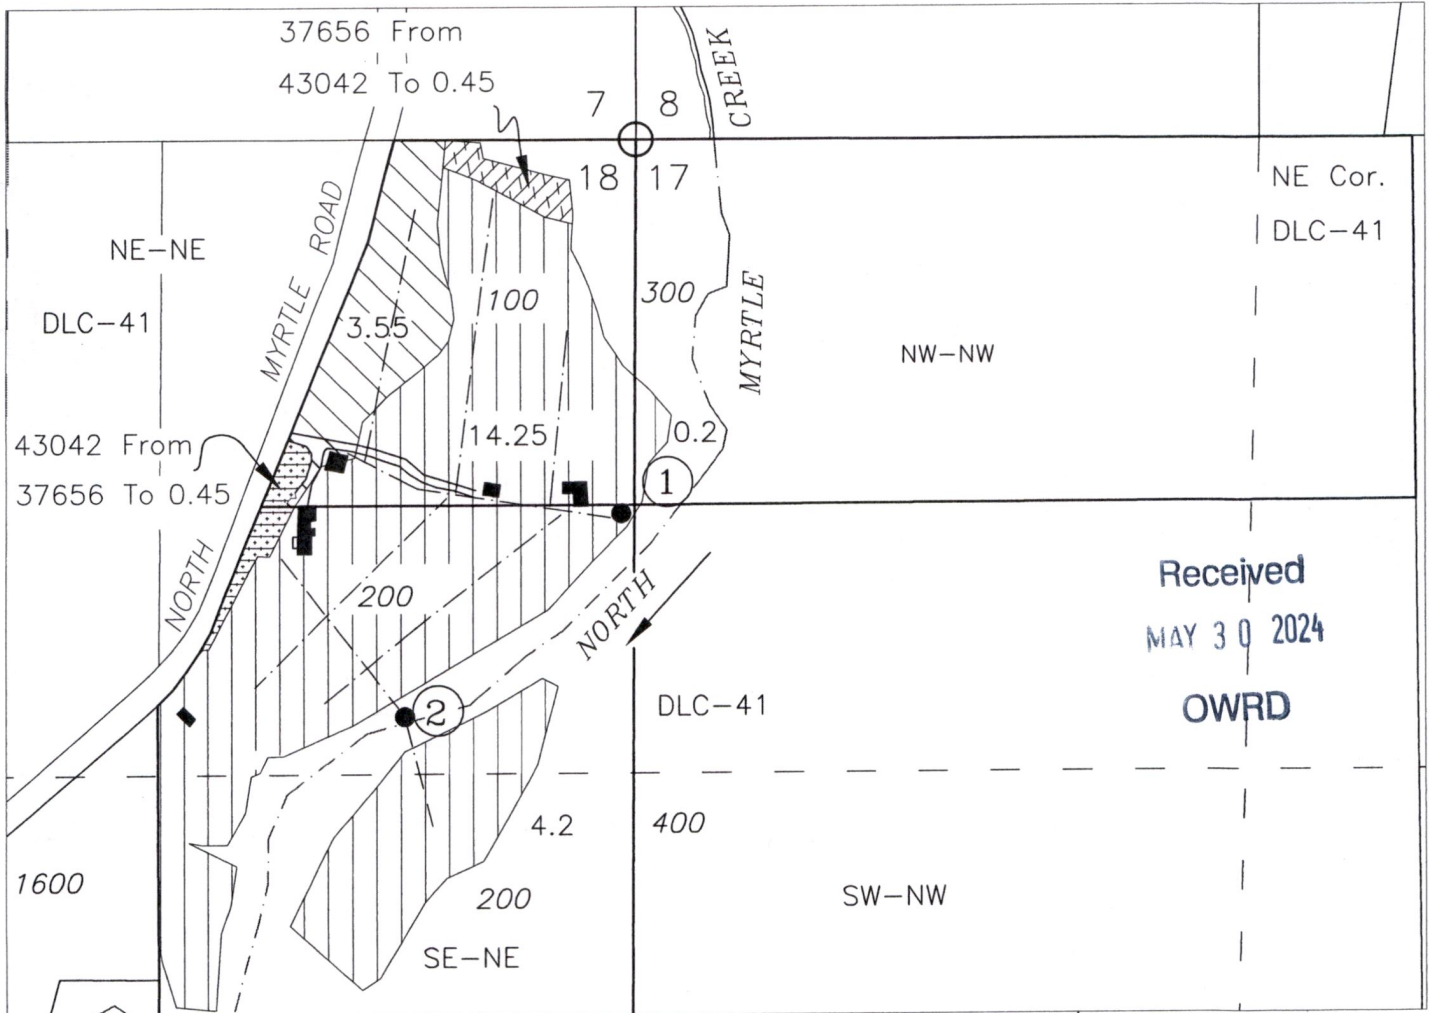 37656 From
43042 To 0.45
7 8
18 17
CREEK
NE Cor.
DLC-41
NE-NE
DLC-41
MYRTLE ROAD
100
300
3.55
MYRTLE
NW-NW
43042 From
37656 To 0.45
14.25
0.2
1
NORTH
200
NORTH
Received
MAY 30 2024
OWRD
2
DLC-41
4.2
400
1600
200
SW-NW
SE-NE